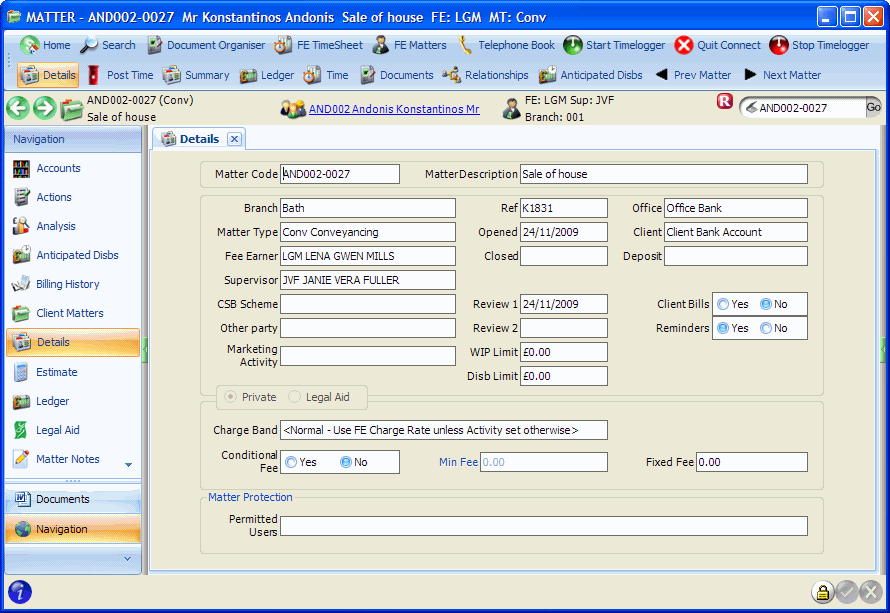 MATTER - AND002-0027 Mr Konstantinos Andonis Sale of house FE: LGM MT: Conv
Home Search Document Organiser FE TimeSheet FE Matters Telephone Book Start Timelogger Quit Connect Stop Timelogger
Details Post Time Summary Ledger Time Documents Relationships Anticipated Disbs Prev Matter Next Matter
AND002-0027 (Conv)
Sale of house
AND002 Andonis Konstantinos Mr
FE: LGM Sup: JVF
Branch: 001
R
AND002-0027
Go
Navigation
Accounts
Actions
Analysis
Anticipated Disbs
Billing History
Client Matters
Details
Estimate
Ledger
Legal Aid
Matter Notes
Documents
Navigation
Details
Matter Code AND002-0027 MatterDescription Sale of house
Branch Bath Ref K1831 Office Office Bank
Matter Type Conv Conveyancing Opened 24/11/2009 Client Client Bank Account
Fee Earner LGM LENA GWEN MILLS Closed Deposit
Supervisor JVF JANIE VERA FULLER
CSB Scheme Review 1 24/11/2009 Client Bills Yes No
Other party Review 2 Reminders Yes No
Marketing Activity WIP Limit £0.00
Disb Limit £0.00
Private Legal Aid
Charge Band <Normal - Use FE Charge Rate unless Activity set otherwise>
Conditional Fee Yes No Min Fee 0.00 Fixed Fee 0.00
Matter Protection
Permitted Users
i